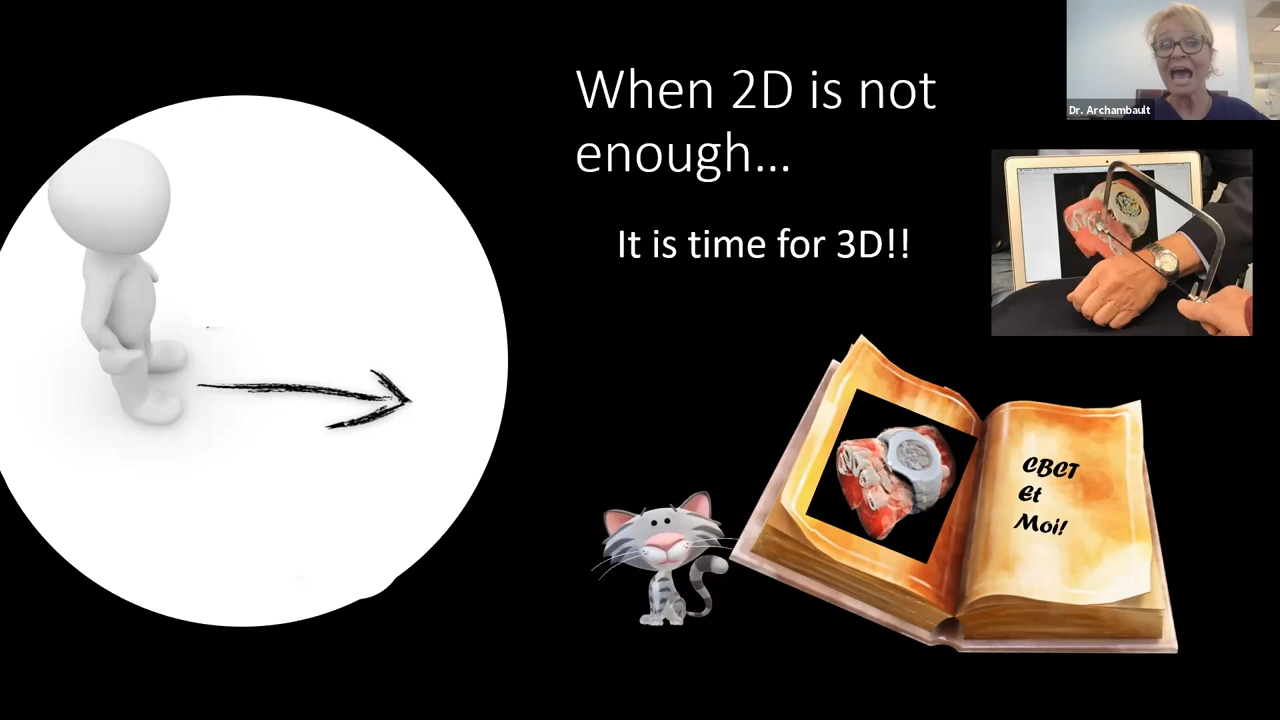 When 2D is not
enough...
Dr. Archambault
It is time for 3D!!
CBCT
Et
Moi!